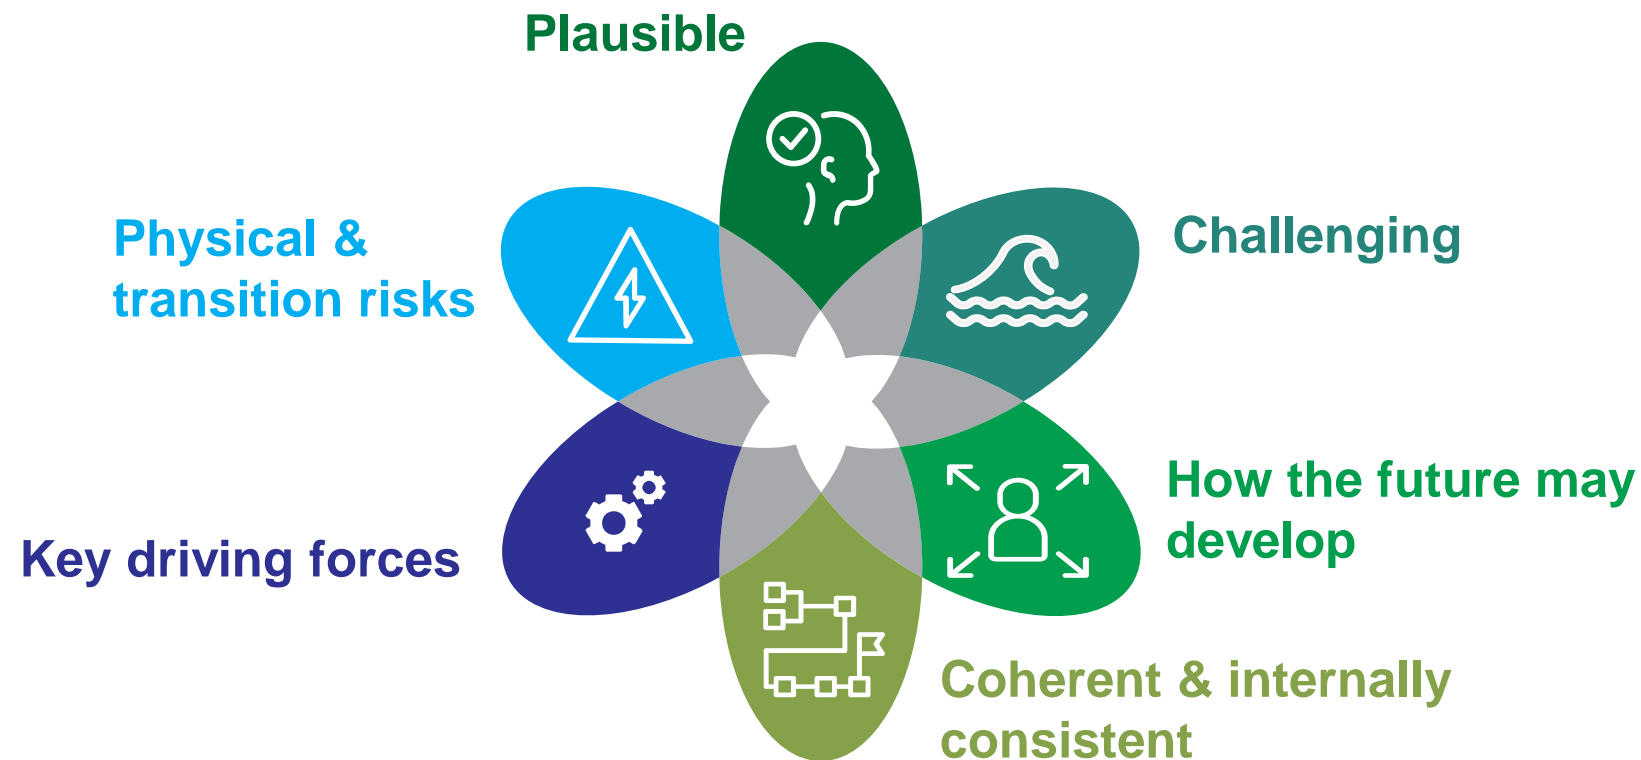 Plausible
Physical &
transition risks
Challenging
How the future may
develop
Key driving forces
Coherent & internally
consistent